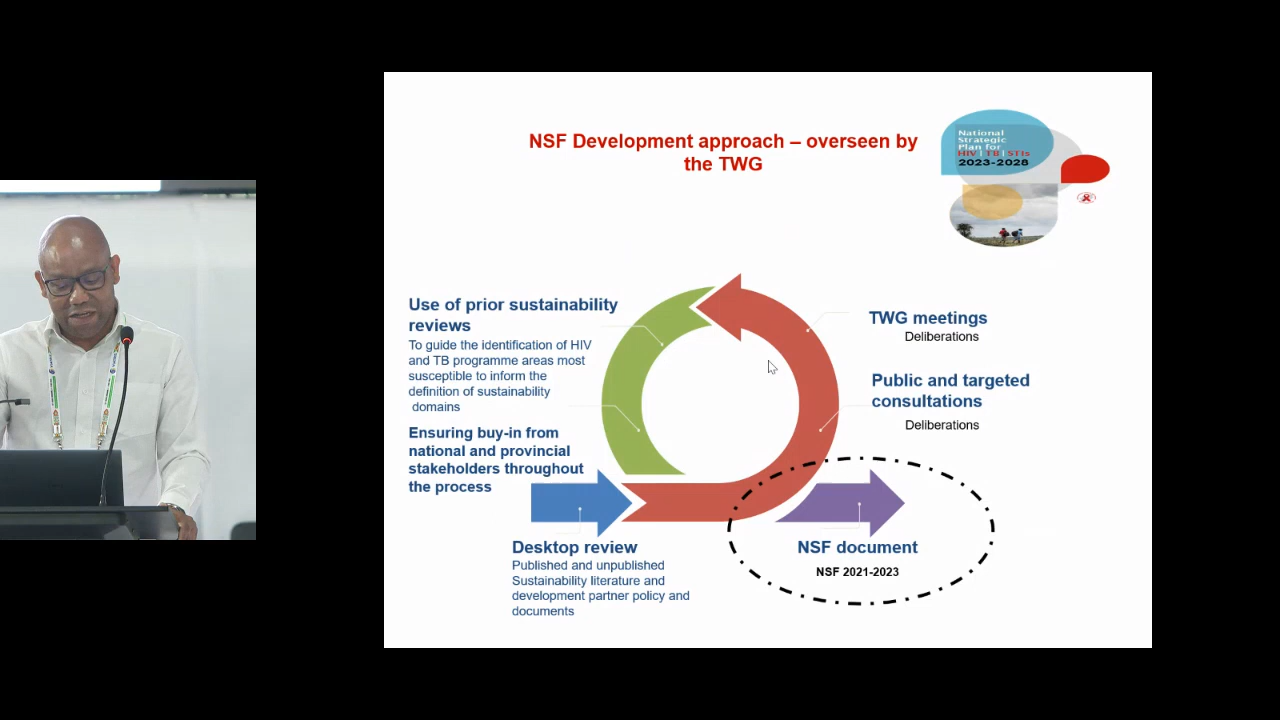 NSF Development approach – overseen by
the TWG
National
Strategic
Plan for
HIV | TB | STIs
2023-2028
Use of prior sustainability
reviews
To guide the identification of HIV
and TB programme areas most
susceptible to inform the
definition of sustainability
domains
Ensuring buy-in from
national and provincial
stakeholders throughout
the process
TWG meetings
Deliberations
Public and targeted
consultations
Deliberations
Desktop review
Published and unpublished
Sustainability literature and
development partner policy and
documents
NSF document
NSF 2021-2023